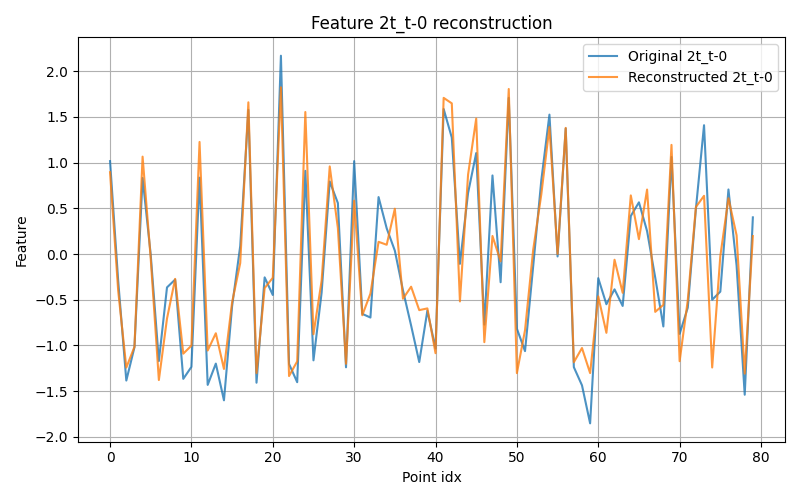 Feature 2t_t-0 reconstruction
Original 2t_t-0
Reconstructed 2t_t-0
Feature
2.0
1.5
1.0
0.5
0.0
−0.5
−1.0
−1.5
−2.0
0 10 20 30 40 50 60 70 80
Point idx